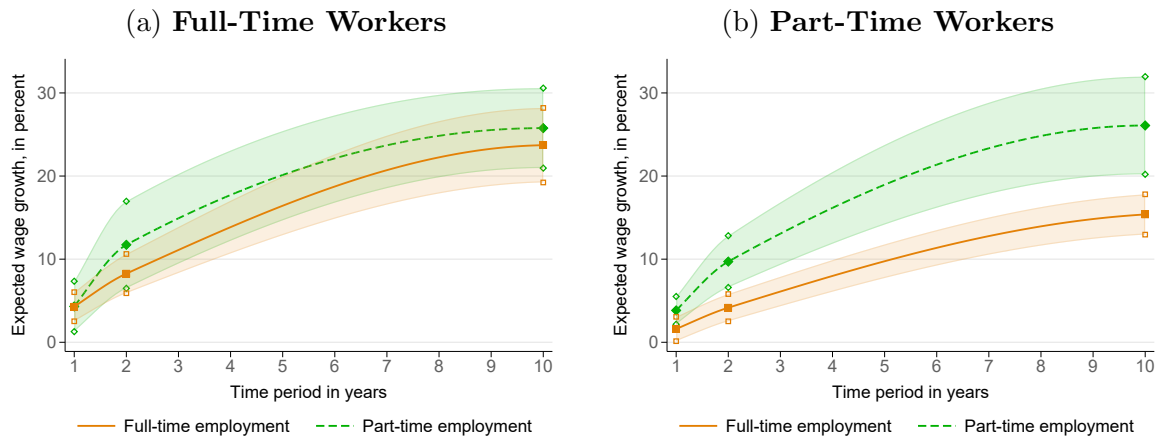 (a) Full-Time Workers
Expected wage growth, in percent
30
20
10
0
1 2 3 4 5 6 7 8 9 10
Time period in years
Full-time employment Part-time employment
(b) Part-Time Workers
Expected wage growth, in percent
30
20
10
0
1 2 3 4 5 6 7 8 9 10
Time period in years
Full-time employment Part-time employment